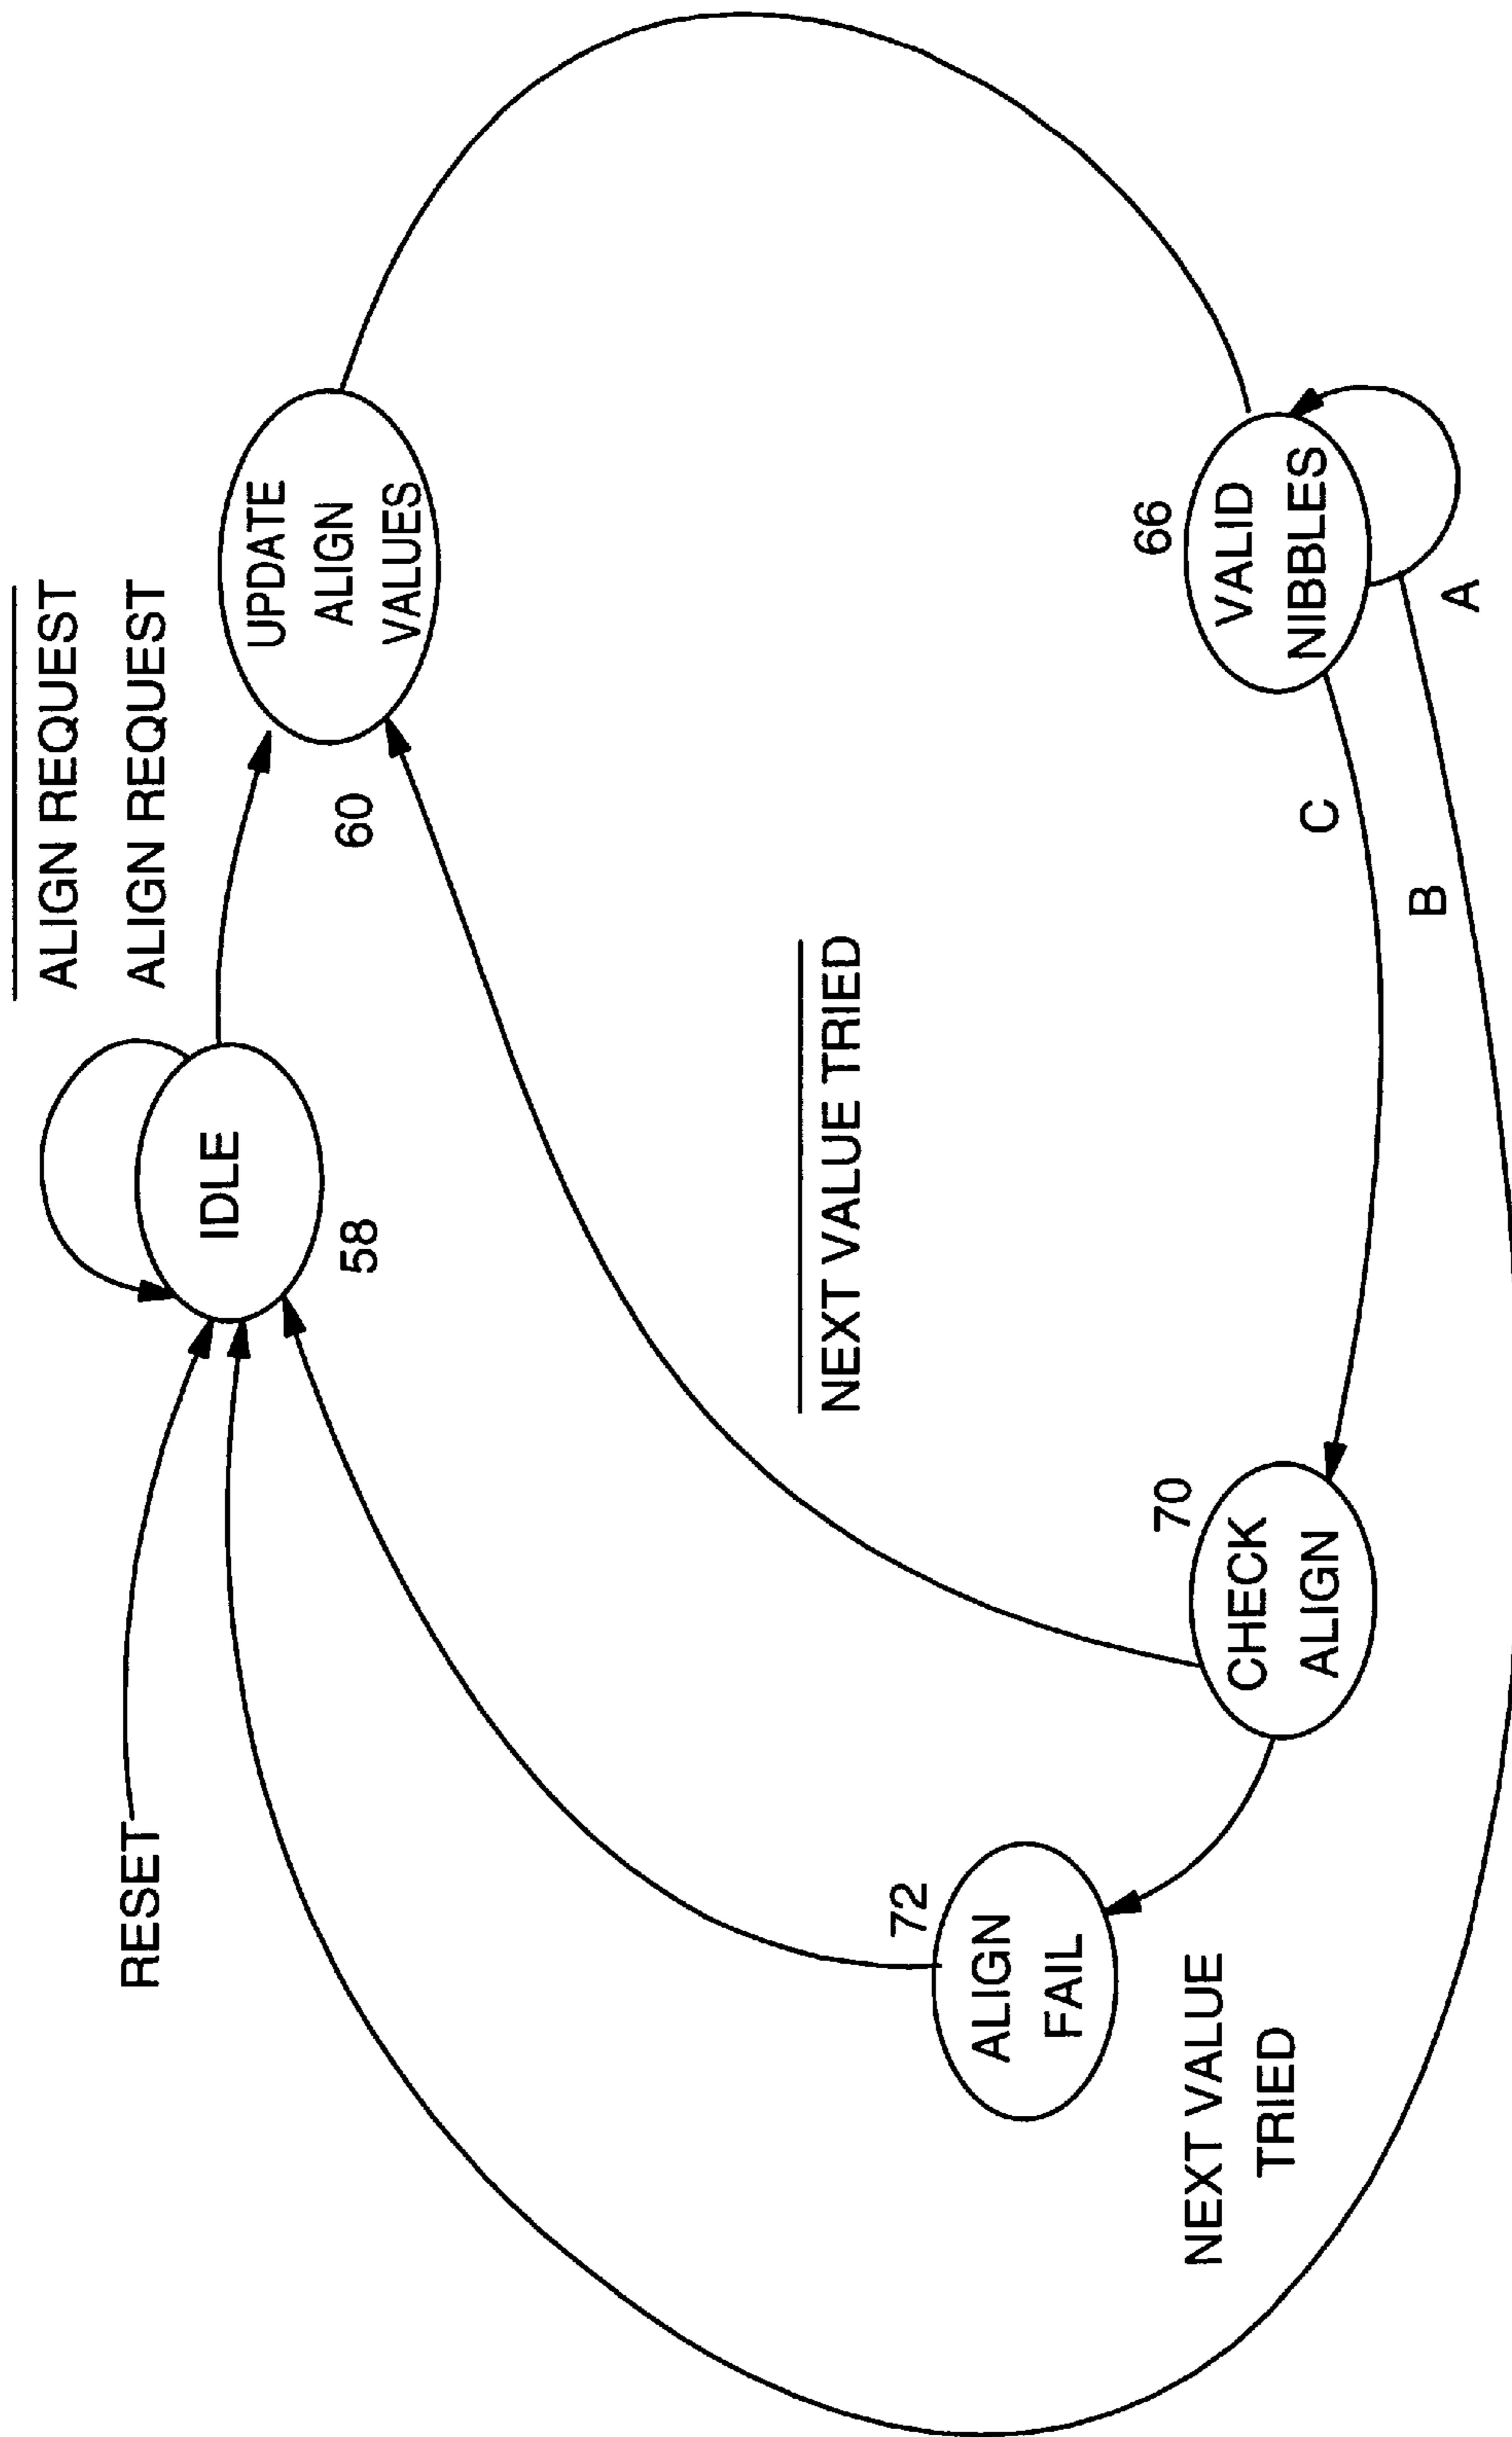 ALIGN REQUEST
ALIGN REQUEST
RESET
IDLE
58
UPDATE
ALIGN
VALUES
60
NEXT VALUE TRIED
72
ALIGN
FAIL
NEXT VALUE
TRIED
70
CHECK
ALIGN
66
VALID
NIBBLES
C
B
A